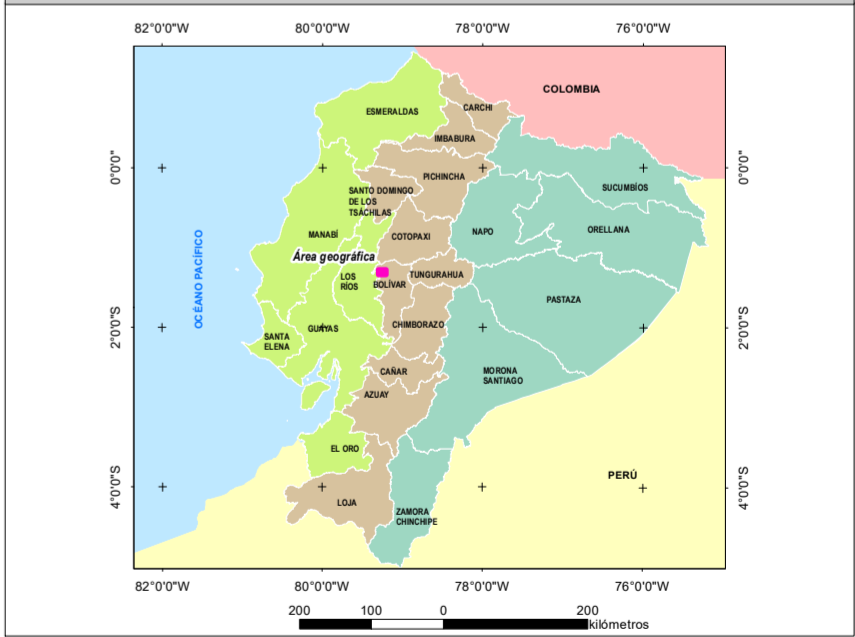 82°0'0"W 80°0'0"W 78°0'0"W 76°0'0"W
COLOMBIA
CARCHI
ESMERALDAS
IMBABURA
0°0'0"
0°0'0"
PICHINCHA
SUCUMBÍOS
SANTO DOMINGO
DE LOS
TSÁCHILAS
ORELLANA
NAPO
MANABÍ
COTOPAXI
Área geográfica
OCÉANO PACÍFICO
TUNGURAHUA
LOS
RÍOS
BOLÍVAR
PASTAZA
2°0'0"S
2°0'0"S
CHIMBORAZO
GUAYAS
SANTA
ELENA
CAÑAR
MORONA
SANTIAGO
AZUAY
EL ORO
PERÚ
4°0'0"S
4°0'0"S
LOJA
ZAMORA
CHINCHIPE
82°0'0"W 80°0'0"W 78°0'0"W 76°0'0"W
200 100 0 200
kilómetros